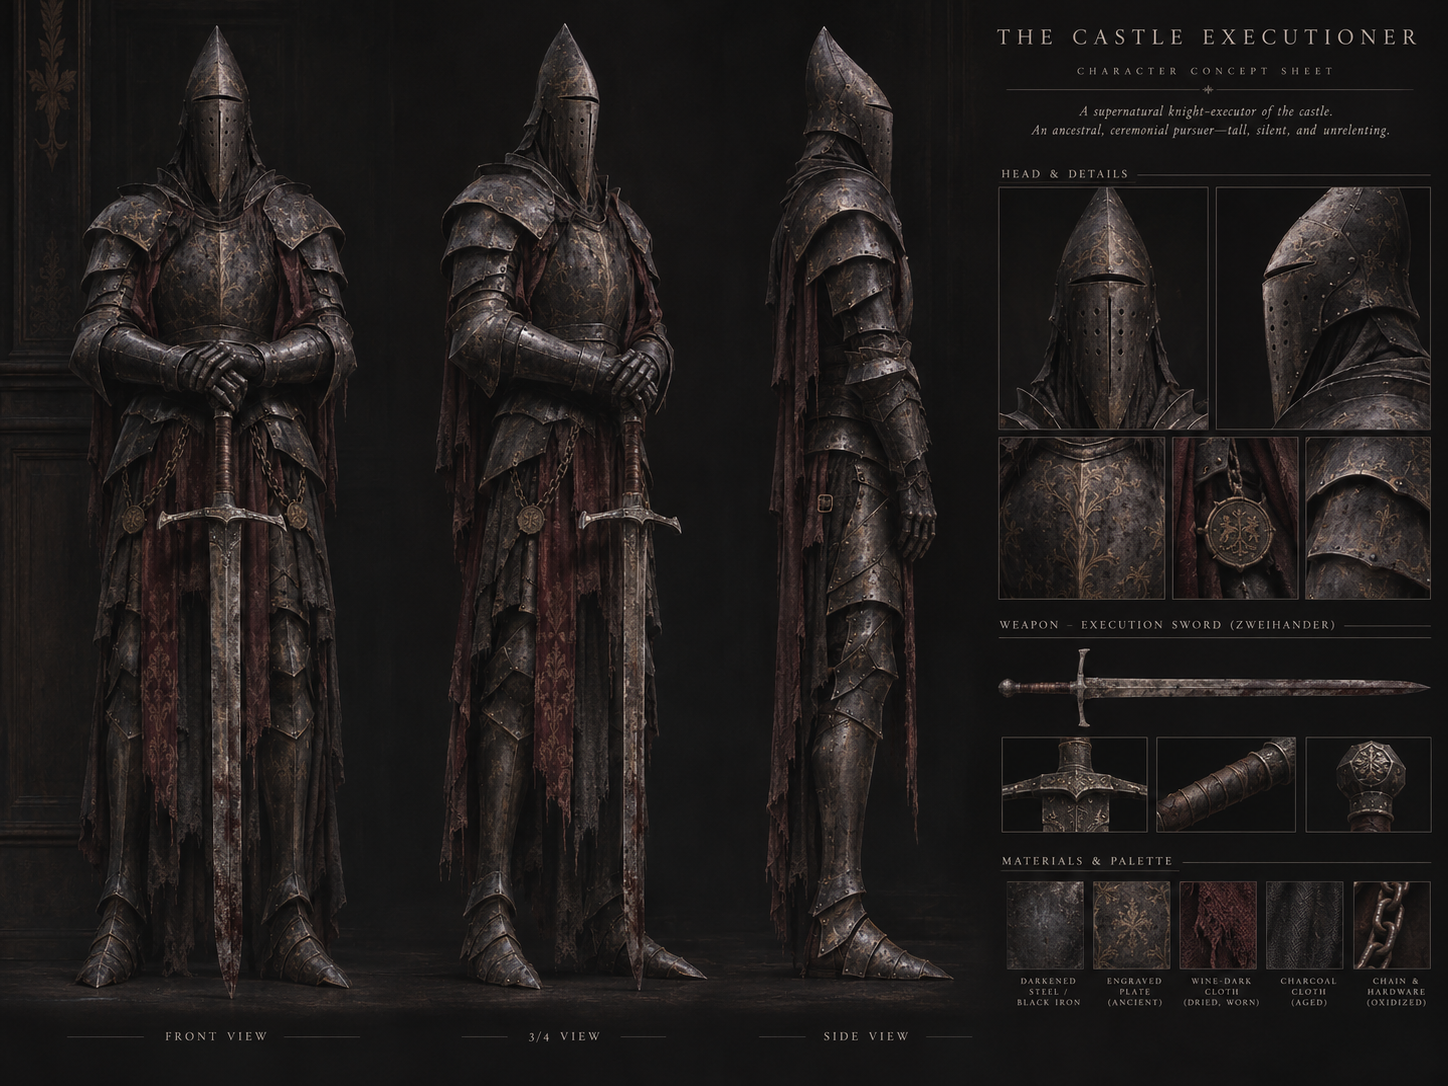 THE CASTLE EXECUTIONER
CHARACTER CONCEPT SHEET
A supernatural knight-executor of the castle.
An ancestral, ceremonial pursuer—tall, silent, and unrelenting.
HEAD & DETAILS
WEAPON – EXECUTION SWORD (ZWEIHANDER)
MATERIALS & PALETTE
DARKENED
STEEL /
BLACK IRON
ENGRAVED
PLATE
(ANCIENT)
WINE-DARK
CLOTH
(DRIED, WORN)
CHARCOAL
CLOTH
(AGED)
CHAIN &
HARDWARE
(OXIDIZED)
FRONT VIEW
3/4 VIEW
SIDE VIEW